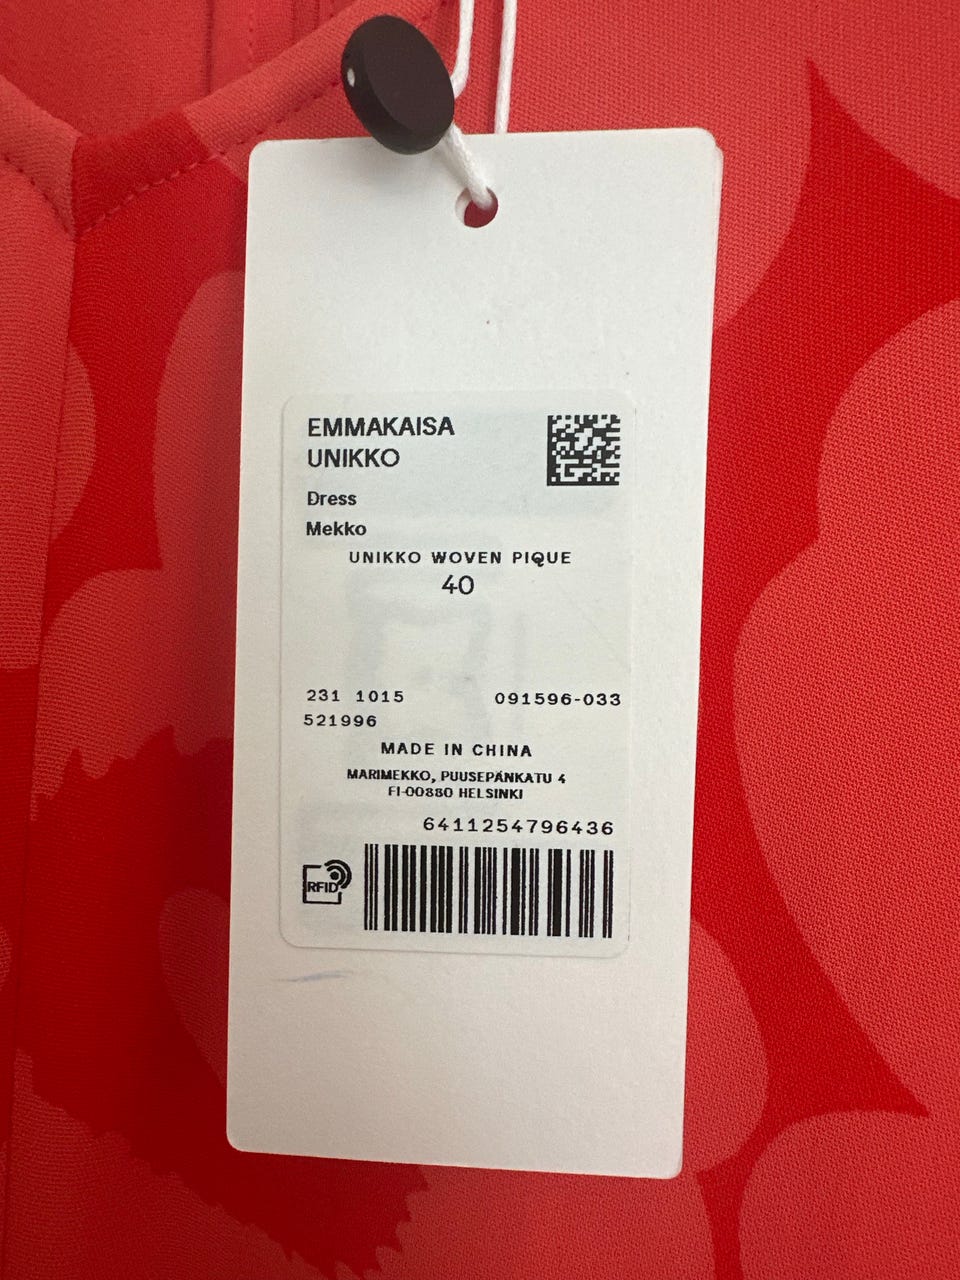 EMMAKAISA
UNIKKO
Dress
Mekko
UNIKKO WOVEN PIQUE
40
231 1015 091596-033
521996
MADE IN CHINA
MARIMEKKO, PUUSEPÄNKATU 4
FI-00880 HELSINKI
6411254796436
RFID